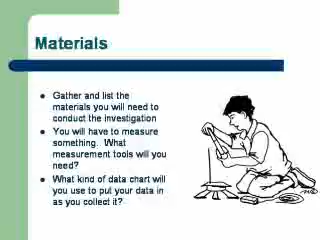 Materials
Gather and list the
materials you will need to
conduct the investigation
You will have to measure
something.  What
measurement tools will you
need?
What kind of data chart will
you use to put your data in
as you collect it?